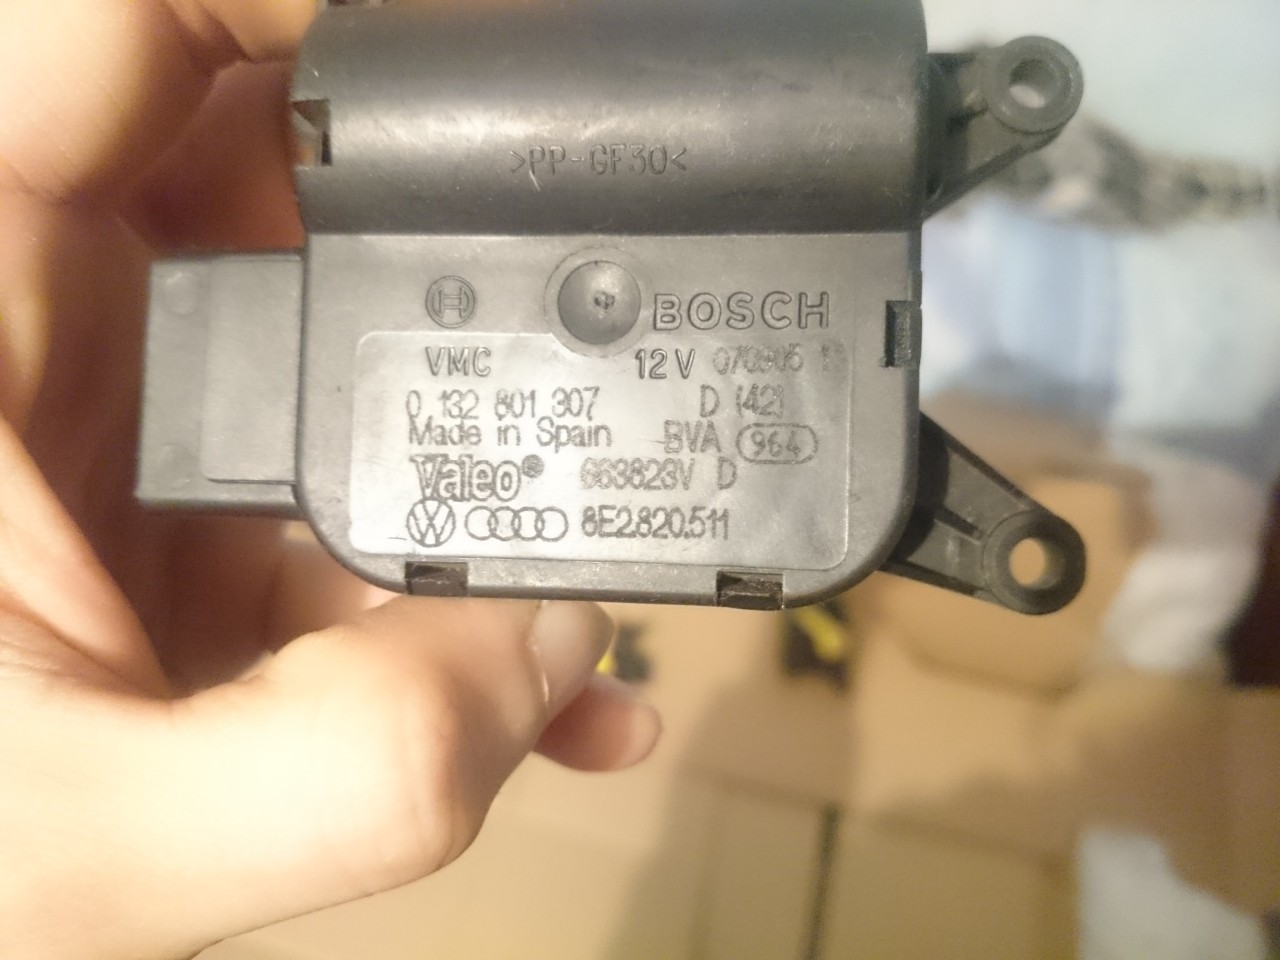 >PP-GF30<
BOSCH
VMC 12V
0 132 801 307 D (42)
Made in Spain BVA 964
Valeo® 663823V D
8E2.820.511